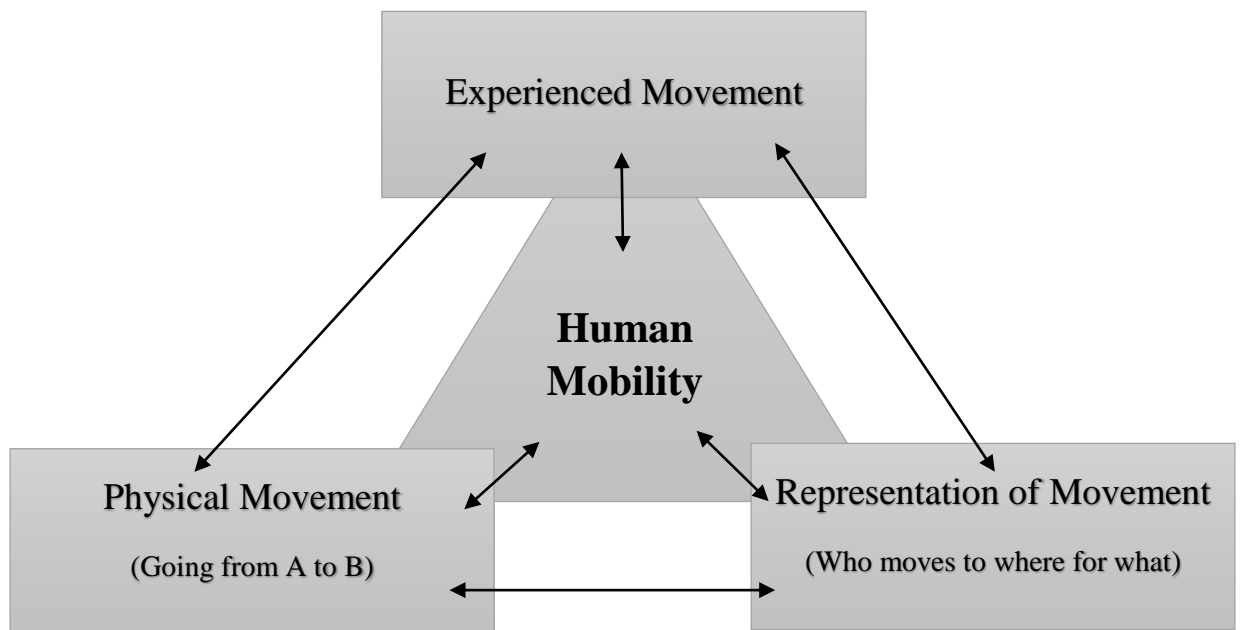 Experienced Movement
Human
Mobility
Physical Movement
(Going from A to B)
Representation of Movement
(Who moves to where for what)